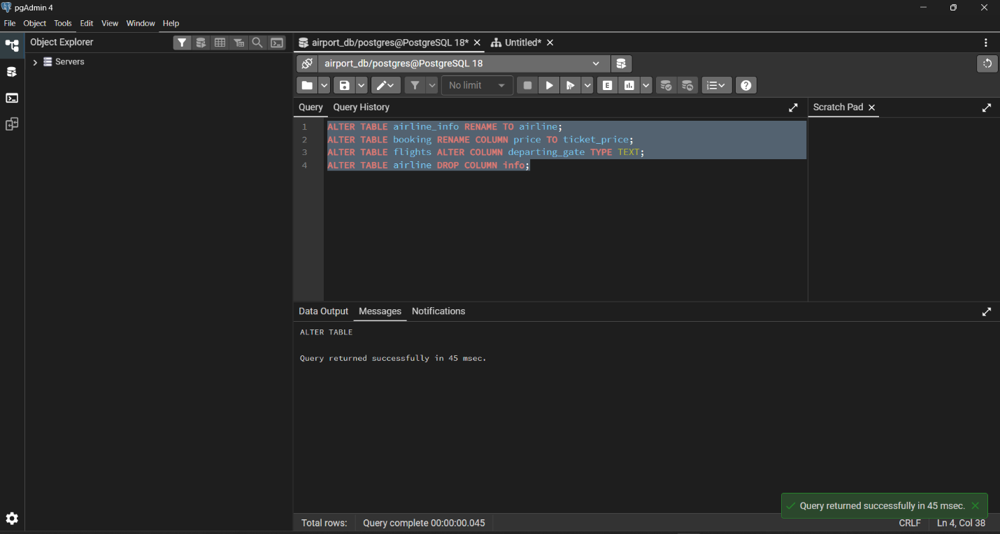 pgAdmin 4
File Object Tools Edit View Window Help
Object Explorer
Servers
airport_db/postgres@PostgreSQL 18* Untitled*
airport_db/postgres@PostgreSQL 18
No limit E
Query Query History
Scratch Pad
1 ALTER TABLE airline_info RENAME TO airline;
2 ALTER TABLE booking RENAME COLUMN price TO ticket_price;
3 ALTER TABLE flights ALTER COLUMN departing_gate TYPE TEXT;
4 ALTER TABLE airline DROP COLUMN info;
Data Output Messages Notifications
ALTER TABLE
Query returned successfully in 45 msec.
Query returned successfully in 45 msec.
Total rows: Query complete 00:00:00.045 CRLF Ln 4, Col 38